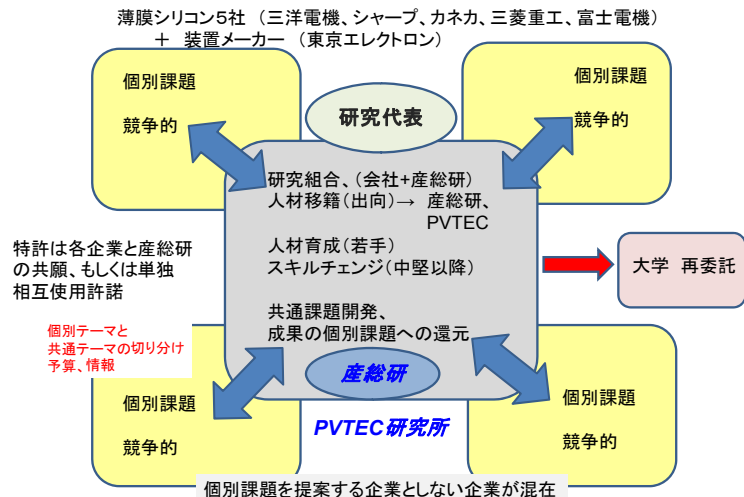 薄膜シリコン5社 (三洋電機、シャープ、カネカ、三菱重工、富士電機)
＋ 装置メーカー (東京エレクトロン)
個別課題
競争的
個別課題
競争的
研究代表
研究組合、(会社+産総研)
人材移籍(出向)→ 産総研、
PVTEC
人材育成(若手)
スキルチェンジ(中堅以降)
共通課題開発、
成果の個別課題への還元
産総研
PVTEC研究所
大学 再委託
特許は各企業と産総研
の共願、もしくは単独
相互使用許諾
個別テーマと
共通テーマの切り分け
予算、情報
個別課題
競争的
個別課題
競争的
個別課題を提案する企業としない企業が混在